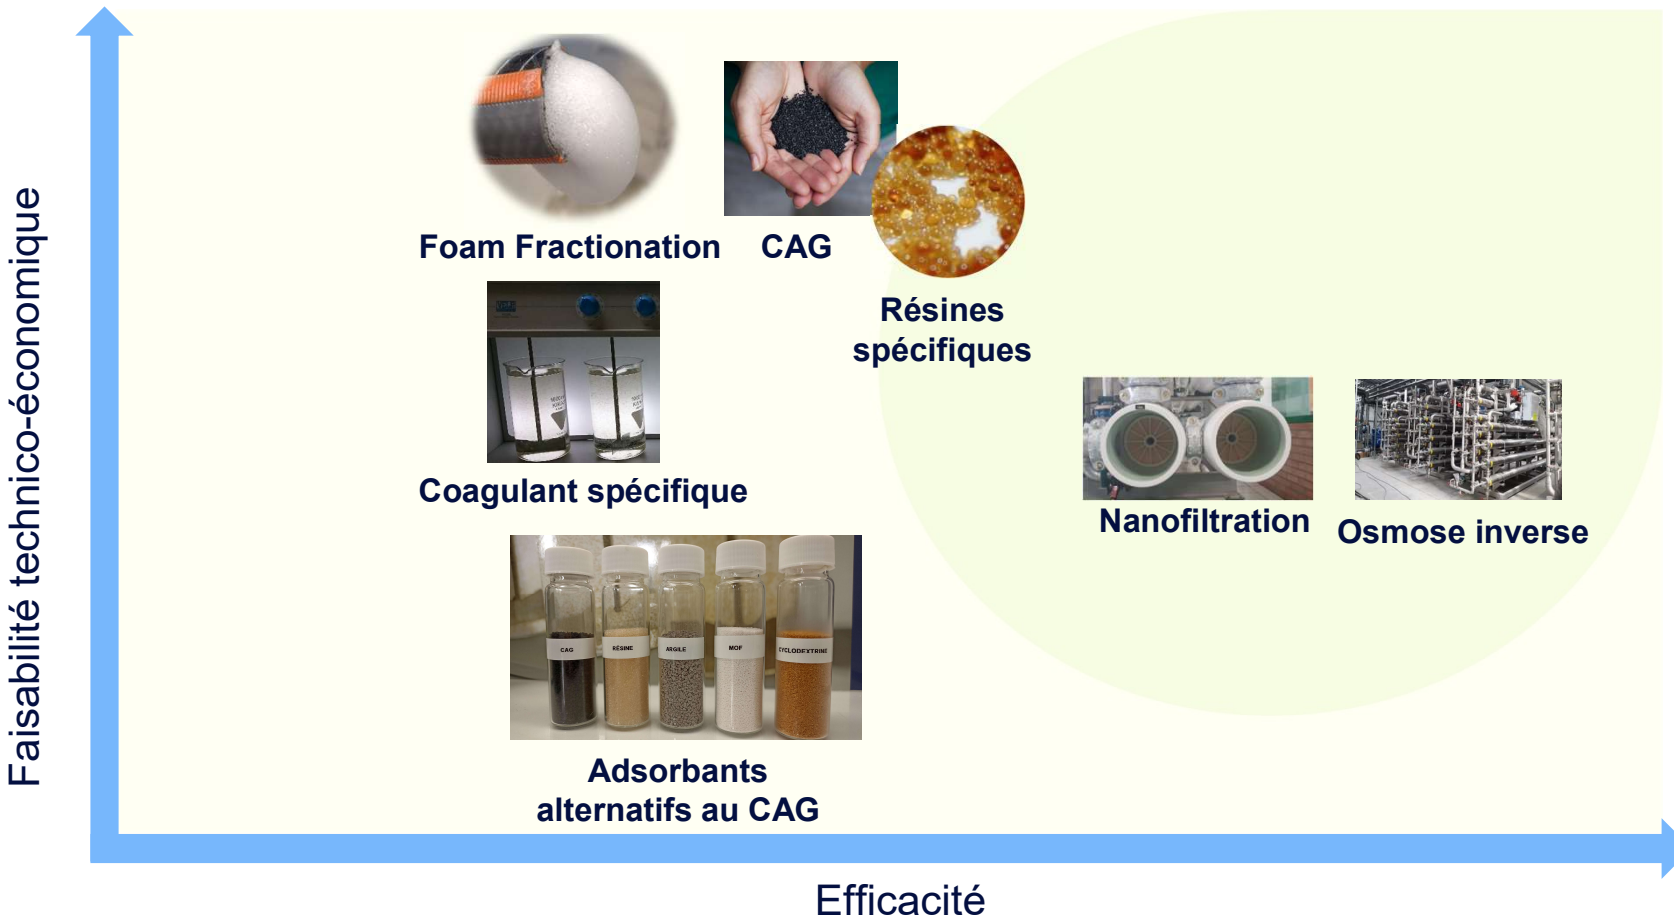 Faisabilité technico-économique
Foam Fractionation
CAG
Résines
spécifiques
Coagulant spécifique
Nanofiltration
Osmose inverse
CAG
RÉSINE
ARGILE
MOF
CYCLODEXTRINE
Adsorbants
alternatifs au CAG
Efficacité